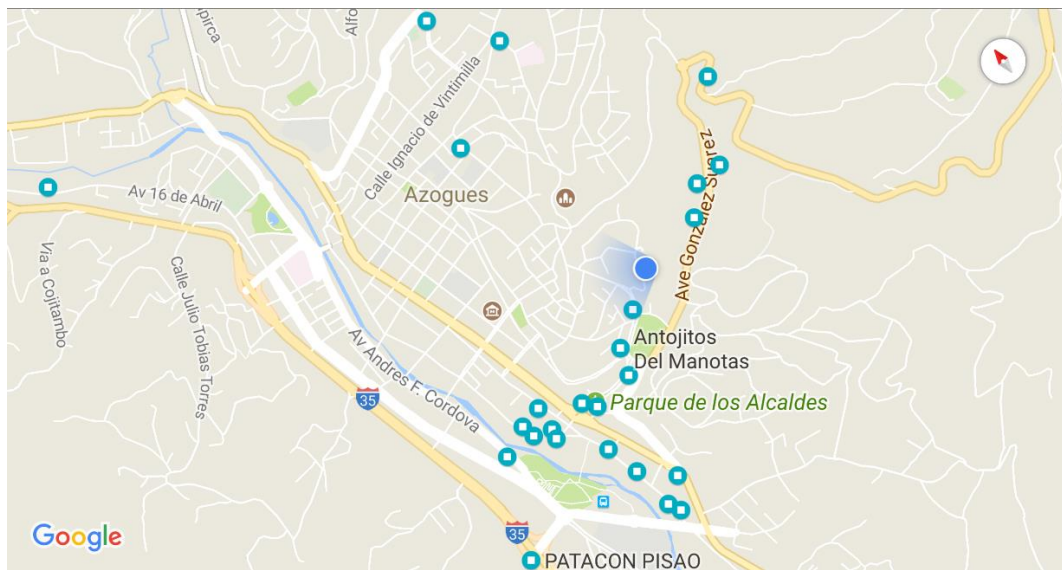 apirca
Alfo
Calle Ignacio de Vintimilla
Av 16 de Abril
Azogues
Ave Gonzalez Suarez
Via a Cojitambo
Calle Julio Tobias Torres
Av Andres F. Cordova
35
Antojitos
Del Manotas
Parque de los Alcaldes
35
Google
PATACON PISAO